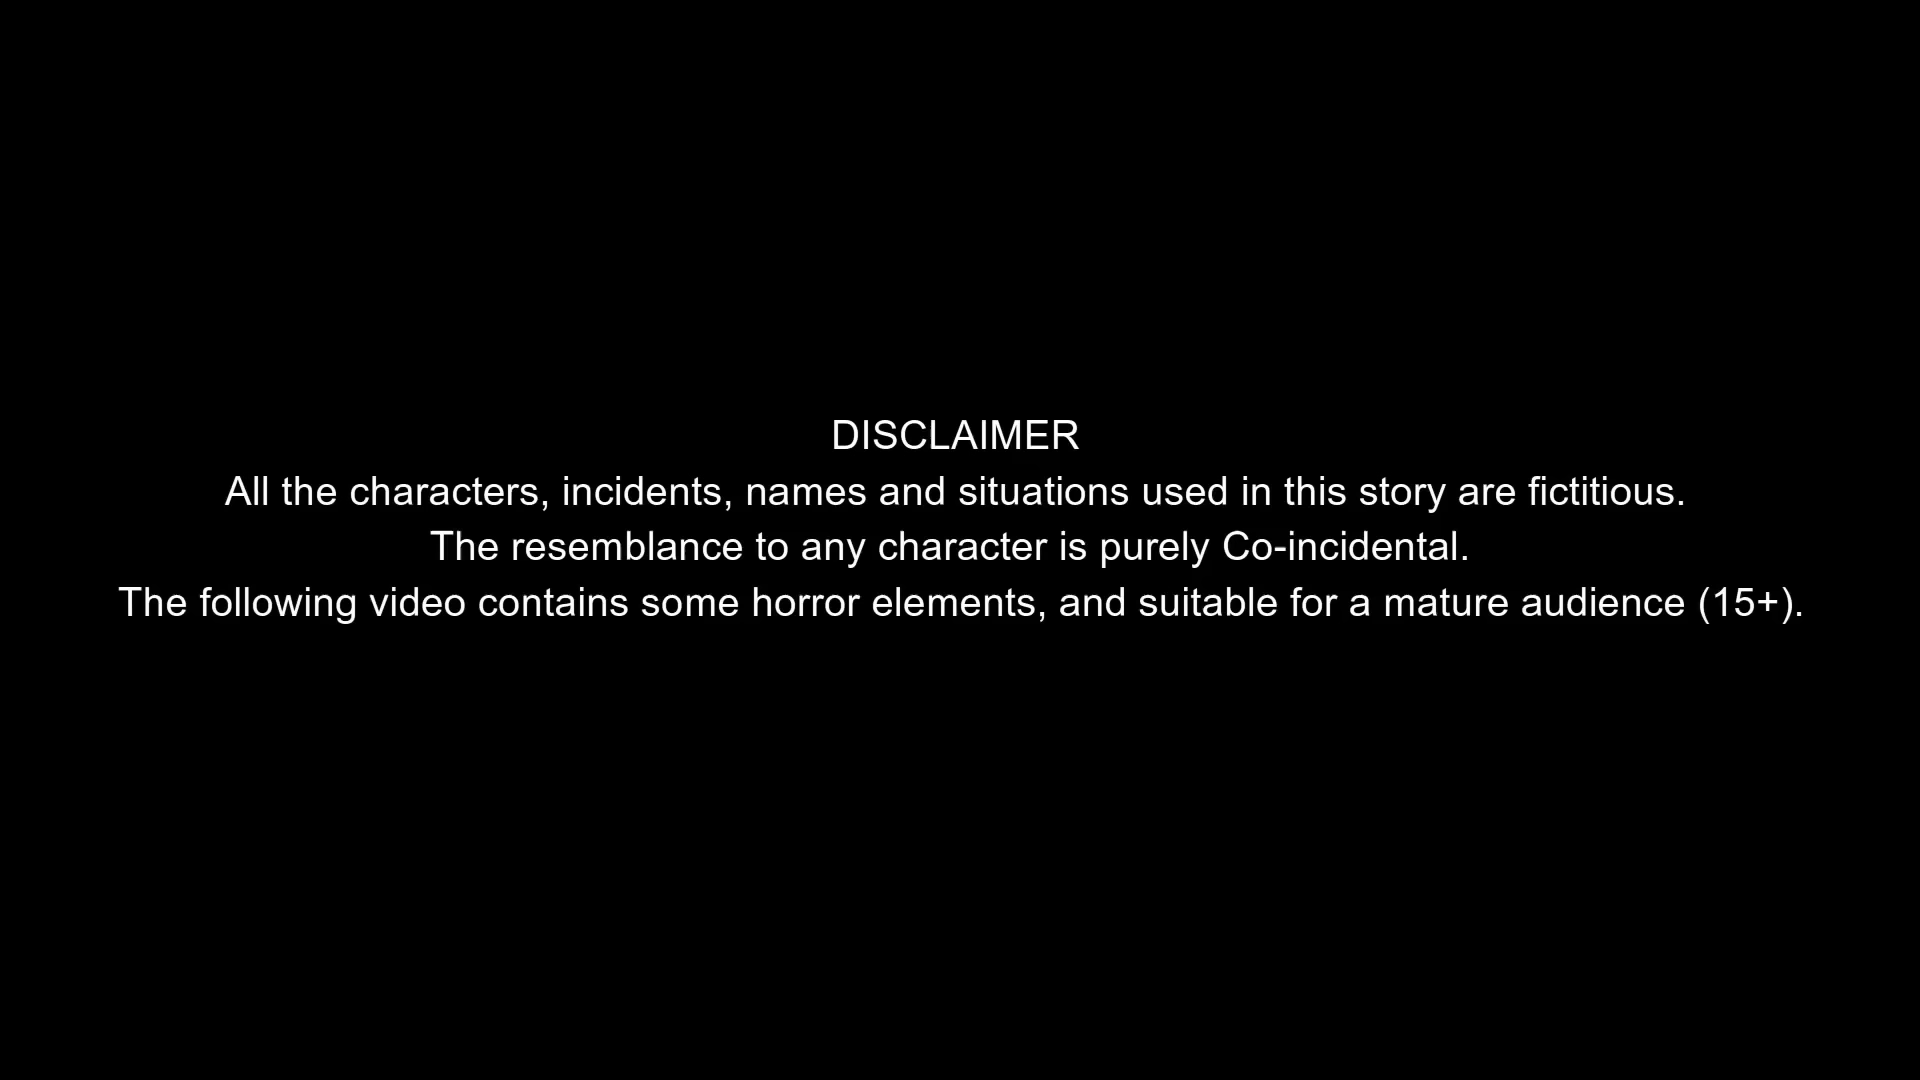 DISCLAIMER
All the characters, incidents, names and situations used in this story are fictitious.
The resemblance to any character is purely Co-incidental.
The following video contains some horror elements, and suitable for a mature audience (15+).